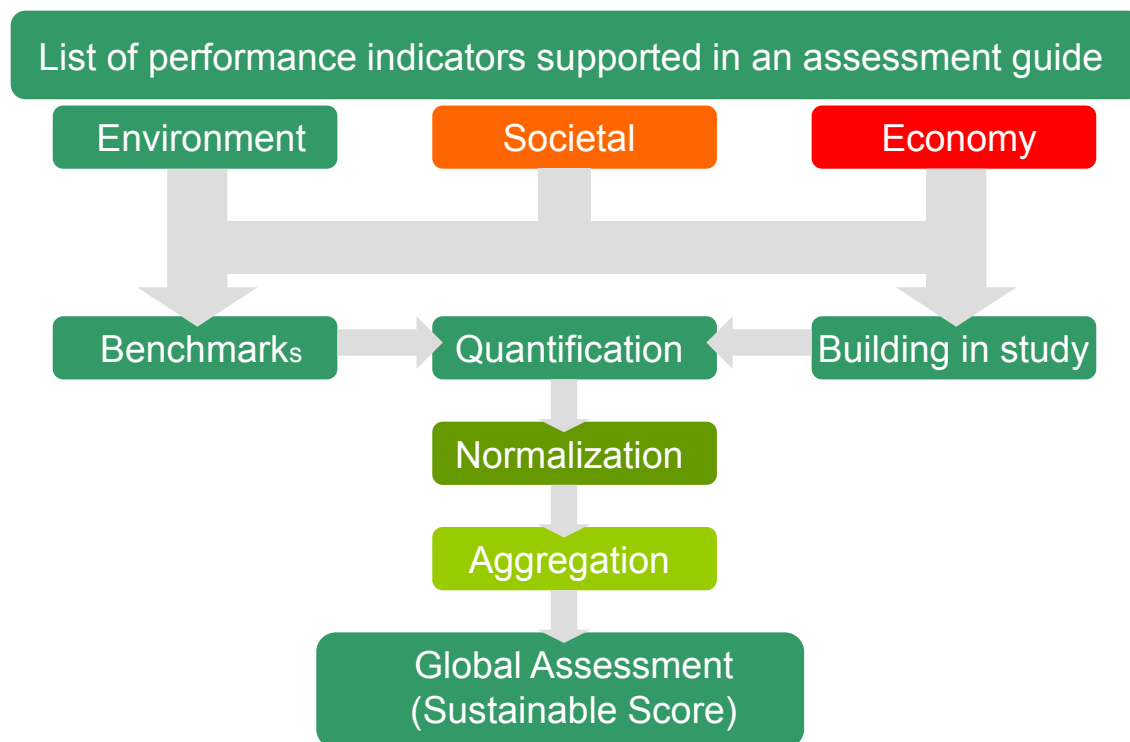 List of performance indicators supported in an assessment guide
Environment
Societal
Economy
Benchmarks
Quantification
Building in study
Normalization
Aggregation
Global Assessment
(Sustainable Score)